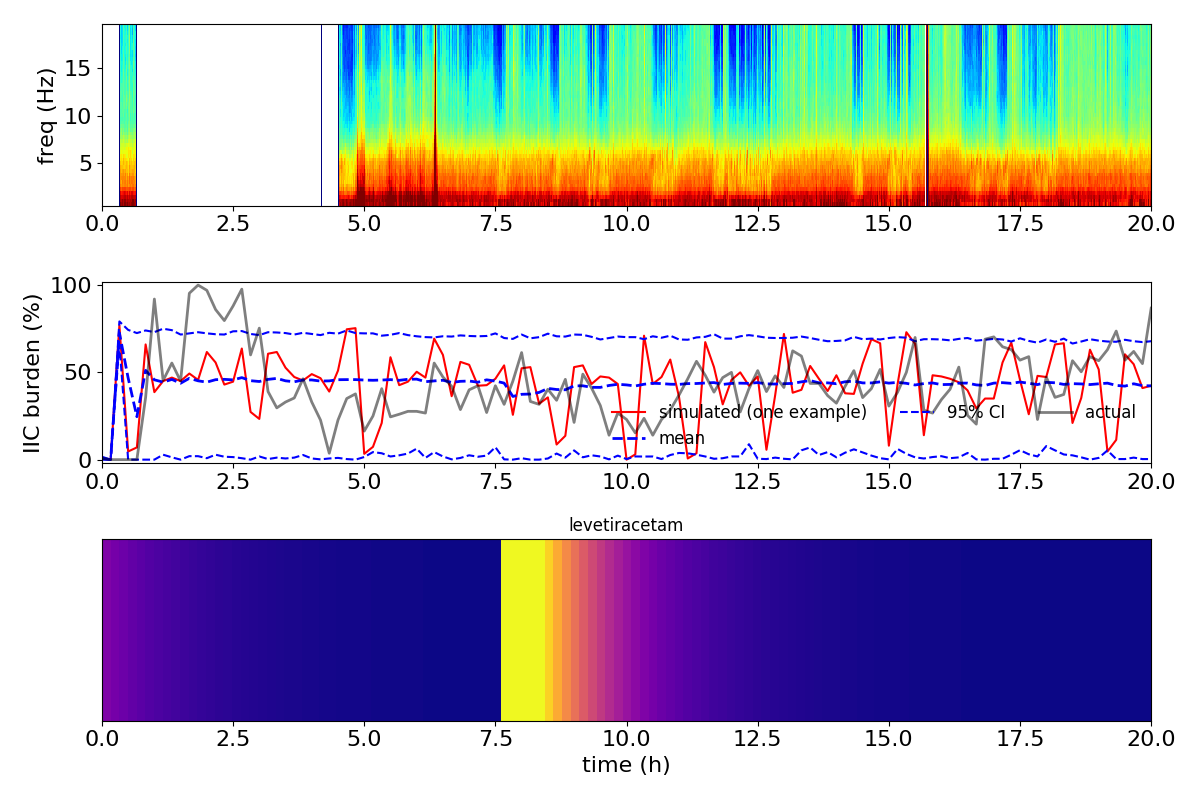 freq (Hz)
15
10
5
0.0 2.5 5.0 7.5 10.0 12.5 15.0 17.5 20.0
IIC burden (%)
100
50
0
simulated (one example) 95% CI actual
mean
0.0 2.5 5.0 7.5 10.0 12.5 15.0 17.5 20.0
levetiracetam
0.0 2.5 5.0 7.5 10.0 12.5 15.0 17.5 20.0
time (h)